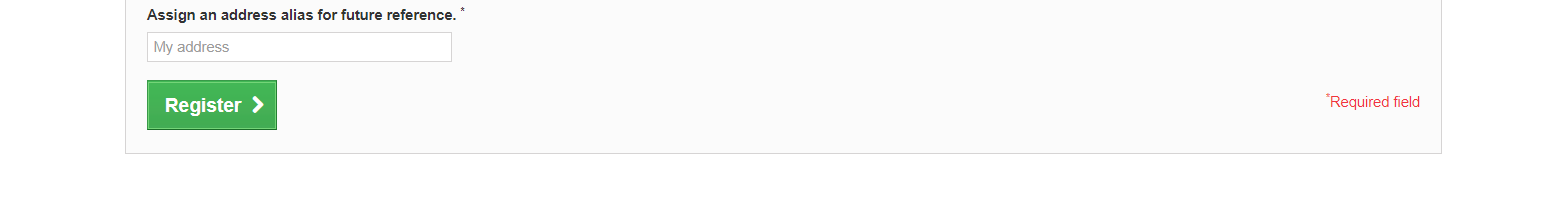 Assign an address alias for future reference. *
My address
Register
*Required field